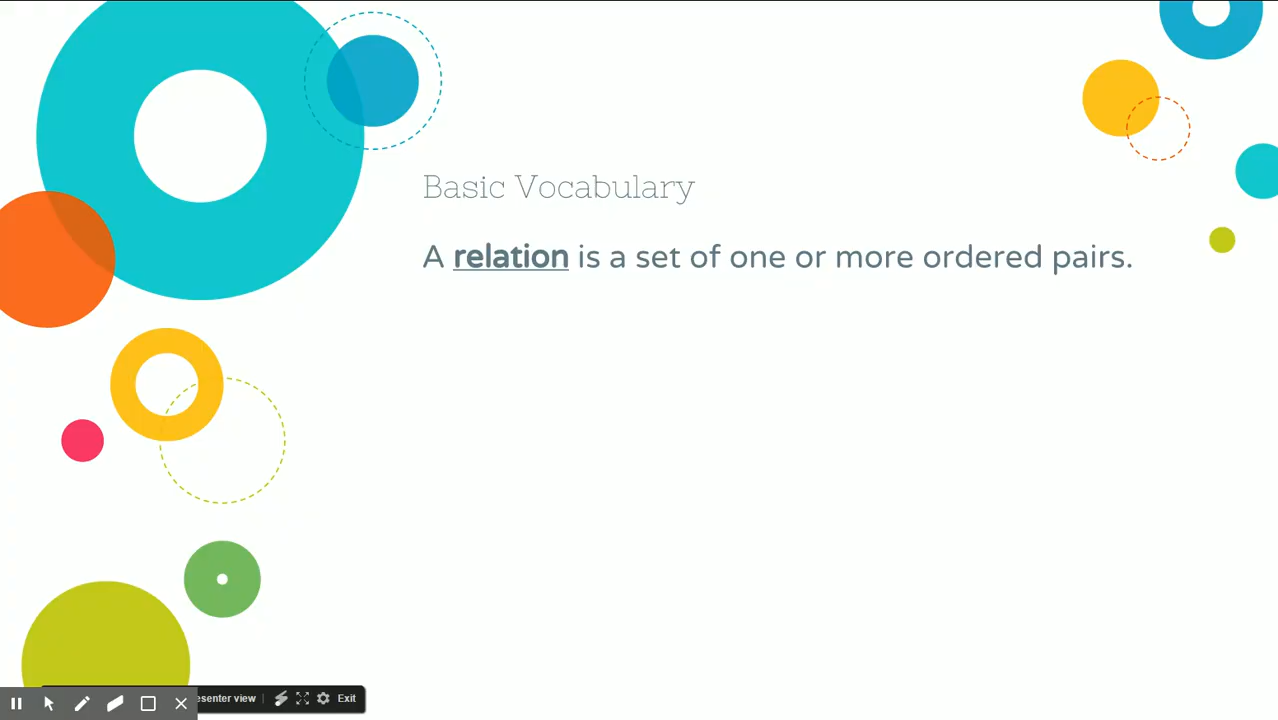 Basic Vocabulary
A relation is a set of one or more ordered pairs.
esenter view
Exit